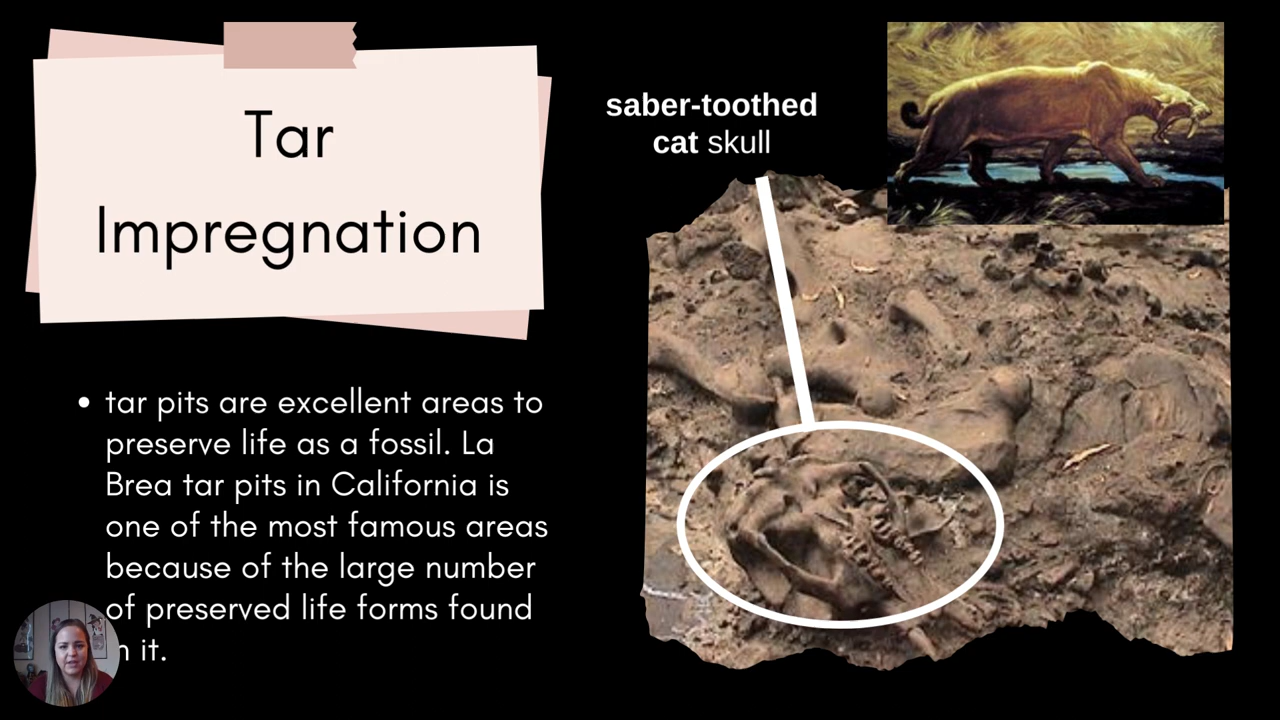 Tar
Impregnation
saber-toothed
cat skull
tar pits are excellent areas to
preserve life as a fossil. La
Brea tar pits in California is
one of the most famous areas
because of the large number
of preserved life forms found
n it.